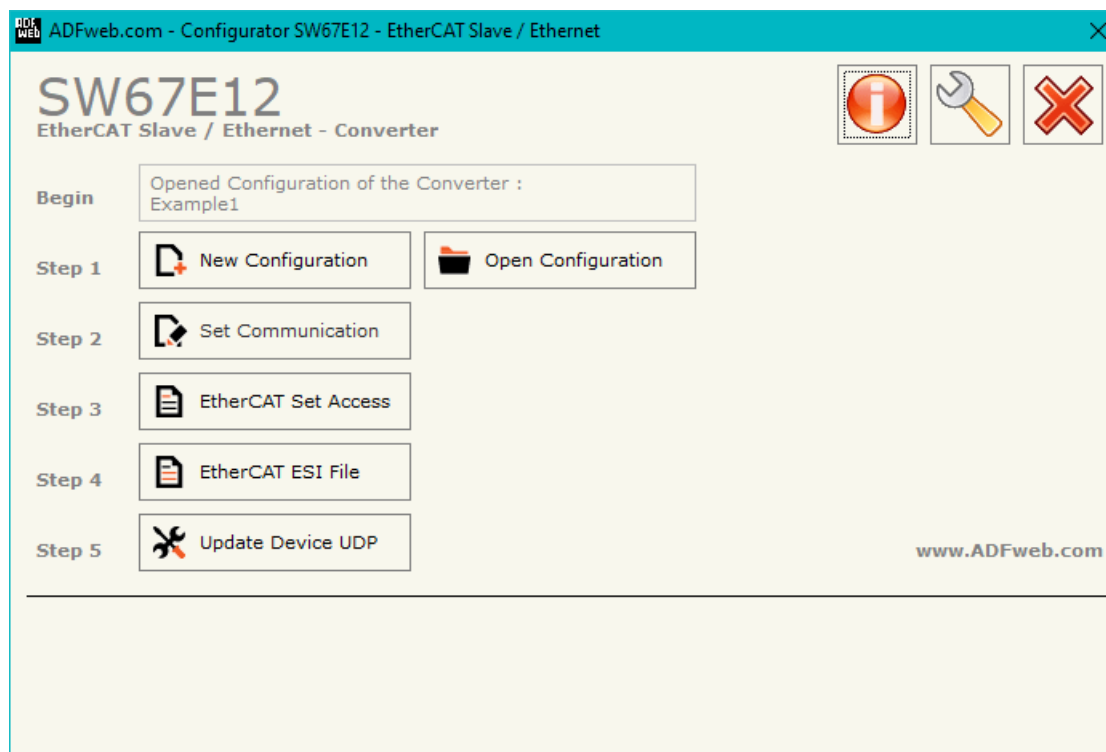 ADF
WEB
ADFweb.com - Configurator SW67E12 - EtherCAT Slave / Ethernet
SW67E12
EtherCAT Slave / Ethernet - Converter
Begin
Opened Configuration of the Converter :
Example1
Step 1
New Configuration
Open Configuration
Step 2
Set Communication
Step 3
EtherCAT Set Access
Step 4
EtherCAT ESI File
Step 5
Update Device UDP
www.ADFweb.com